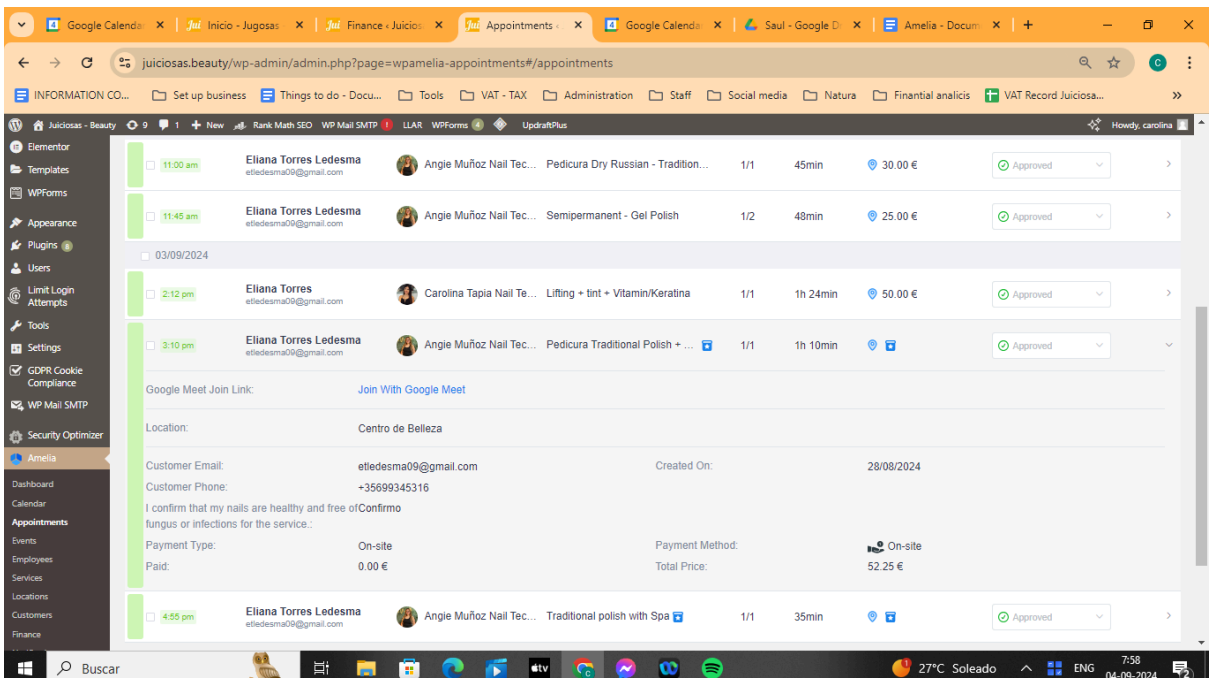 Google Calenda
Inicio - Jugosas
Finance ‹ Juicios
Appointments ‹
Google Calenda
Saul - Google D
Amelia - Docum
juiciosas.beauty/wp-admin/admin.php?page=wpamelia-appointments#/appointments
C
INFORMATION CO...
Set up business
Things to do - Docu...
Tools
VAT - TAX
Administration
Staff
Social media
Natura
Finantial analicis
VAT Record Juiciosa...
»
Juiciosas - Beauty 9 1 + New Rank Math SEO WP Mail SMTP 1 LLAR WPForms 4 UpdraftPlus
Howdy, carolina
Elementor
Templates
WPForms
Appearance
Plugins 8
Users
Limit Login
Attempts
Tools
Settings
GDPR Cookie
Compliance
WP Mail SMTP
Security Optimizer
Amelia
Dashboard
Calendar
Appointments
Events
Employees
Services
Locations
Customers
Finance
11:00 am Eliana Torres Ledesma Angie Muñoz Nail Tec... Pedicura Dry Russian - Tradition... 1/1 45min 30.00 € Approved
etledesma09@gmail.com
11:45 am Eliana Torres Ledesma Angie Muñoz Nail Tec... Semipermanent - Gel Polish 1/2 48min 25.00 € Approved
etledesma09@gmail.com
03/09/2024
2:12 pm Eliana Torres Carolina Tapia Nail Te... Lifting + tint + Vitamin/Keratina 1/1 1h 24min 50.00 € Approved
etledesma09@gmail.com
3:10 pm Eliana Torres Ledesma Angie Muñoz Nail Tec... Pedicura Traditional Polish + ... 1/1 1h 10min Approved
etledesma09@gmail.com
Google Meet Join Link: Join With Google Meet
Location: Centro de Belleza
Customer Email: etledesma09@gmail.com Created On: 28/08/2024
Customer Phone: +35699345316
I confirm that my nails are healthy and free of Confirmo
fungus or infections for the service.:
Payment Type: On-site Payment Method: On-site
Paid: 0.00 € Total Price: 52.25 €
4:55 pm Eliana Torres Ledesma Angie Muñoz Nail Tec... Traditional polish with Spa 1/1 35min Approved
etledesma09@gmail.com
Buscar
tv
27°C Soleado
ENG
7:58
04-09-2024